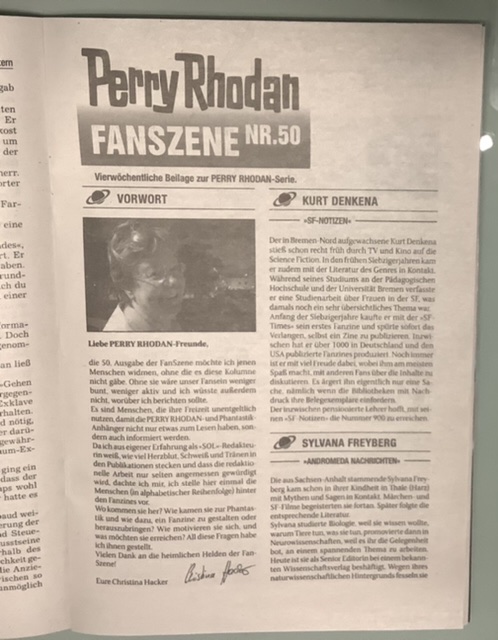 Perry Rhodan
FANSZENE NR.50
Vierwöchentliche Beilage zur PERRY RHODAN-Serie.
VORWORT
Liebe PERRY RHODAN-Freunde,
die 50. Ausgabe der FanSzene möchte ich jenen
Menschen widmen, ohne die es diese Kolumne
nicht gäbe. Ohne sie wäre unser Fansein weniger
bunt, weniger aktiv und ich wüsste außerdem
nicht, worüber ich berichten sollte.
Es sind Menschen, die ihre Freizeit unentgeltlich
nutzen, damit die PERRY RHODAN- und Phantastik-
Anhänger nicht nur etwas zum Lesen haben, son-
dern auch informiert werden.
Da ich aus eigener Erfahrung als »SOL«-Redakteu-
rin weiß, wie viel Herzblut, Schweiß und Tränen in
den Publikationen stecken und dass die redaktio-
nelle Arbeit nur selten angemessen gewürdigt
wird, dachte ich mir, ich stelle hier einmal die
Menschen (in alphabetischer Reihenfolge) hinter
den Fanzines vor.
Wo kommen sie her? Wie kamen sie zur Phantas-
tik und wie dazu, ein Fanzine zu gestalten oder
herauszubringen? Wie motivieren sie sich, und
was möchten sie erreichen? All diese Fragen habe
ich ihnen gestellt.
Vielen Dank an die heimlichen Helden der Fan-
Szene!
Eure Christina Hacker
Christina Hacker
KURT DENKENA
»SF-NOTIZEN«
Der in Bremen-Nord aufgewachsene Kurt Denkena
stieß schon recht früh durch TV und Kino auf die
Science Fiction. In den frühen Siebzigerjahren kam
er zudem mit der Literatur des Genres in Kontakt.
Während seines Studiums an der Pädagogischen
Hochschule und der Universität Bremen verfasste
er eine Studienarbeit über Frauen in der SF, was
damals noch ein sehr übersichtliches Thema war.
Anfang der Siebzigerjahre kaufte er mit der »SF-
Times« sein erstes Fanzine und spürte sofort das
Verlangen, selbst ein Zine zu publizieren. Inzwi-
schen hat er über 1000 in Deutschland und den
USA publizierte Fanzines produziert. Noch immer
ist er mit viel Freude dabei, wobei ihm am meisten
Spaß macht, mit anderen Fans über die Inhalte zu
diskutieren. Es ärgert ihn eigentlich nur eine Sa-
che, nämlich wenn die Bibliotheken mit Nach-
druck ihre Belegexemplare einfordern.
Der inzwischen pensionierte Lehrer hofft, mit sei-
nen »SF-Notizen« die Nummer 900 zu erreichen.
SYLVANA FREYBERG
»ANDROMEDA NACHRICHTEN«
Die aus Sachsen-Anhalt stammende Sylvana Frey-
berg kam schon in ihrer Kindheit in Thale (Harz)
mit Mythen und Sagen in Kontakt. Märchen- und
SF-Filme begeisterten sie fortan. Später folgte die
entsprechende Literatur.
Sylvana studierte Biologie, weil sie wissen wollte,
warum Tiere tun, was sie tun, promovierte dann in
Neurowissenschaften, weil es ihr die Gelegenheit
bot, an einem spannenden Thema zu arbeiten.
Heute ist sie als Senior Editorin bei einem bekann-
ten Wissenschaftsverlag beschäftigt. Wegen ihres
naturwissenschaftlichen Hintergrunds fesseln sie